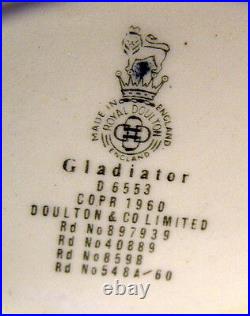 MADE IN ENGLAND
ROYAL DOULTON
ENGLAND
Gladiator
D 6553
COPR 1960
DOULTON & CO LIMITED
Rd No 897939
Rd No 40889
Rd No 8598
Rd No 548A/60